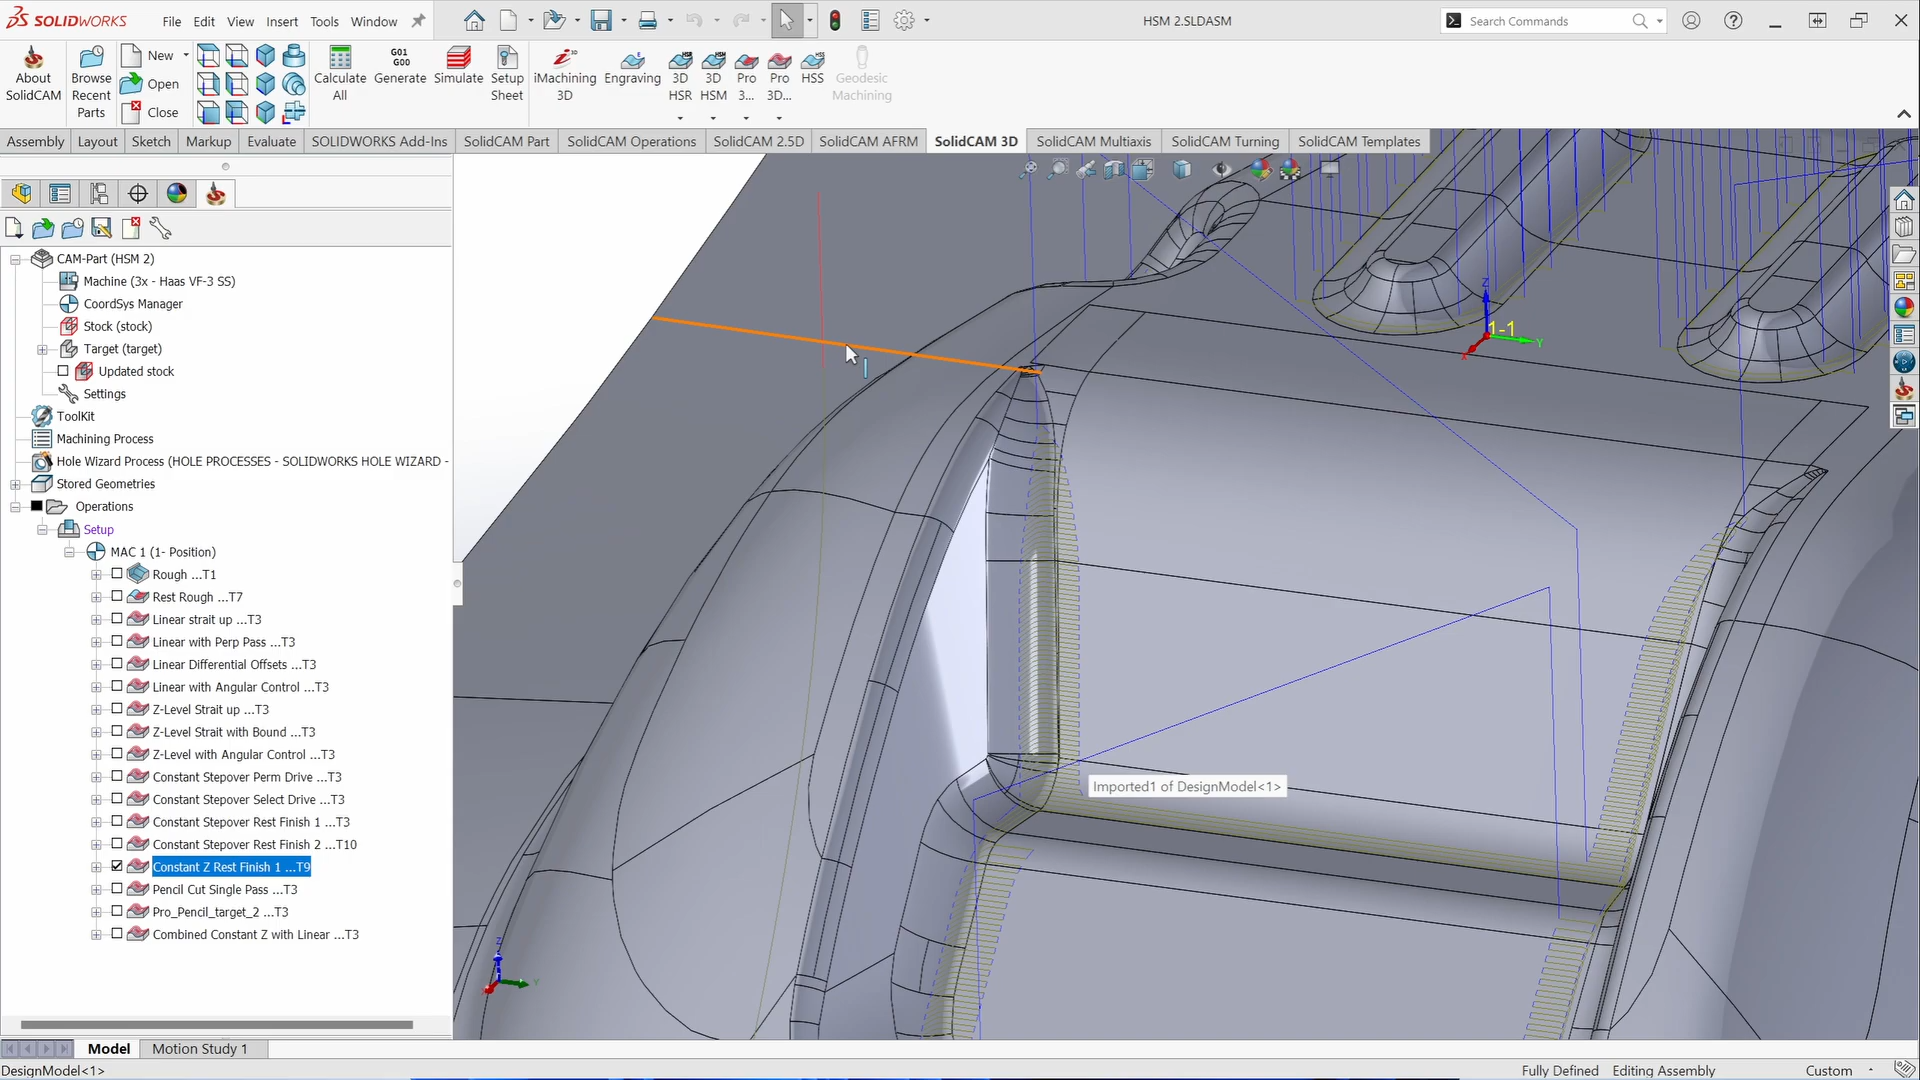 SOLIDWORKS
File Edit View Insert Tools Window
HSM 2.SLDASM
Search Commands
About SolidCAM
Browse Recent Parts
New
Open
Close
Calculate All
G01 G00
Generate
Simulate
Setup Sheet
iMachining 3D
Engraving
3D HSR
3D HSM
Pro 3...
Pro 3D...
HSS
Geodesic Machining
Assembly Layout Sketch Markup Evaluate SOLIDWORKS Add-Ins SolidCAM Part SolidCAM Operations SolidCAM 2.5D SolidCAM AFRM SolidCAM 3D SolidCAM Multiaxis SolidCAM Turning SolidCAM Templates
CAM-Part (HSM 2)
Machine (3x - Haas VF-3 SS)
CoordSys Manager
Stock (stock)
Target (target)
Updated stock
Settings
ToolKit
Machining Process
Hole Wizard Process (HOLE PROCESSES - SOLIDWORKS HOLE WIZARD -
Stored Geometries
Operations
Setup
MAC 1 (1- Position)
Rough ...T1
Rest Rough ...T7
Linear strait up ...T3
Linear with Perp Pass ...T3
Linear Differential Offsets ...T3
Linear with Angular Control ...T3
Z-Level Strait up ...T3
Z-Level Strait with Bound ...T3
Z-Level with Angular Control ...T3
Constant Stepover Perm Drive ...T3
Constant Stepover Select Drive ...T3
Constant Stepover Rest Finish 1 ...T3
Constant Stepover Rest Finish 2 ...T10
Constant Z Rest Finish 1 ...T9
Pencil Cut Single Pass ...T3
Pro_Pencil_target_2 ...T3
Combined Constant Z with Linear ...T3
Z
1-1
Y
X
Imported1 of DesignModel<1>
Z
Y
Model Motion Study 1
DesignModel<1>
Fully Defined Editing Assembly Custom